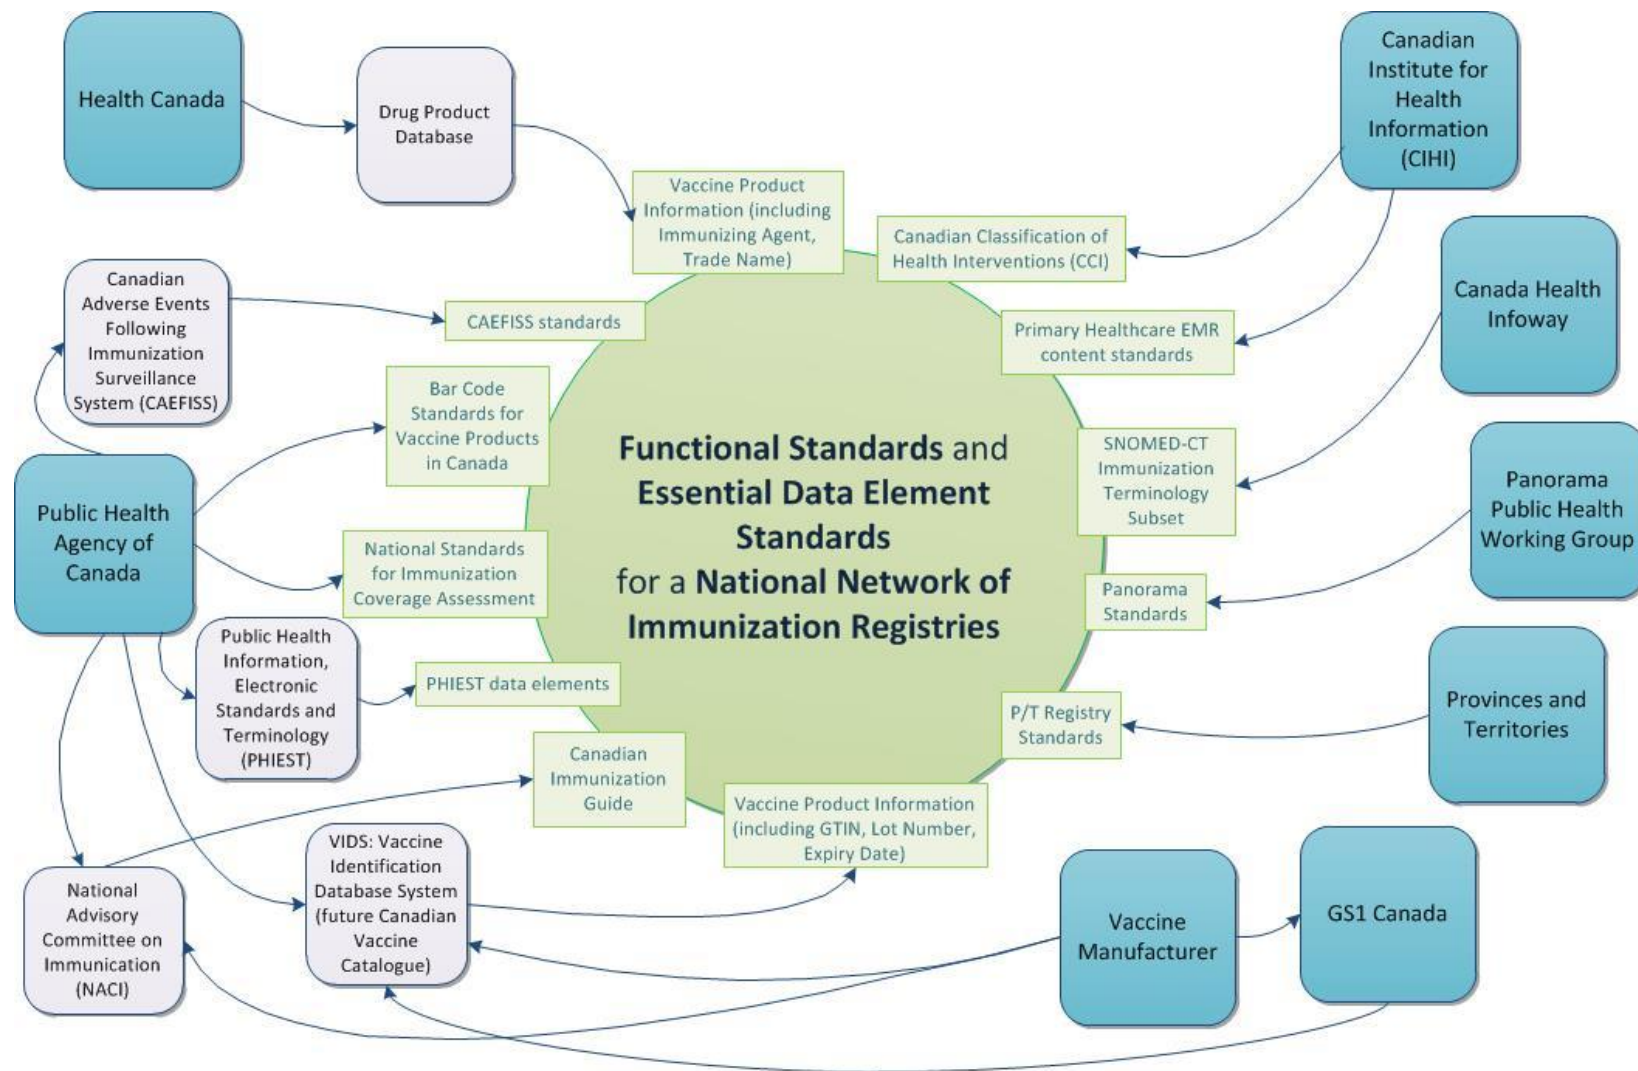 Health Canada
Drug Product
Database
Canadian
Institute for
Health
Information
(CIHI)
Vaccine Product
Information (including
Immunizing Agent,
Trade Name)
Canadian Classification of
Health Interventions (CCI)
Canada Health
Infoway
Canadian
Adverse Events
Following
Immunization
Surveillance
System (CAEFISS)
CAEFISS standards
Primary Healthcare EMR
content standards
Bar Code
Standards for
Vaccine Products
in Canada
SNOMED-CT
Immunization
Terminology
Subset
Panorama
Public Health
Working Group
Functional Standards and
Essential Data Element
Standards
for a National Network of
Immunization Registries
Public Health
Agency of
Canada
National Standards
for Immunization
Coverage Assessment
Panorama
Standards
Public Health
Information,
Electronic
Standards and
Terminology
(PHIEST)
PHIEST data elements
P/T Registry
Standards
Provinces and
Territories
Canadian
Immunization
Guide
Vaccine Product Information
(including GTIN, Lot Number,
Expiry Date)
National
Advisory
Committee on
Immunication
(NACI)
VIDS: Vaccine
Identification
Database System
(future Canadian
Vaccine
Catalogue)
Vaccine
Manufacturer
GS1 Canada